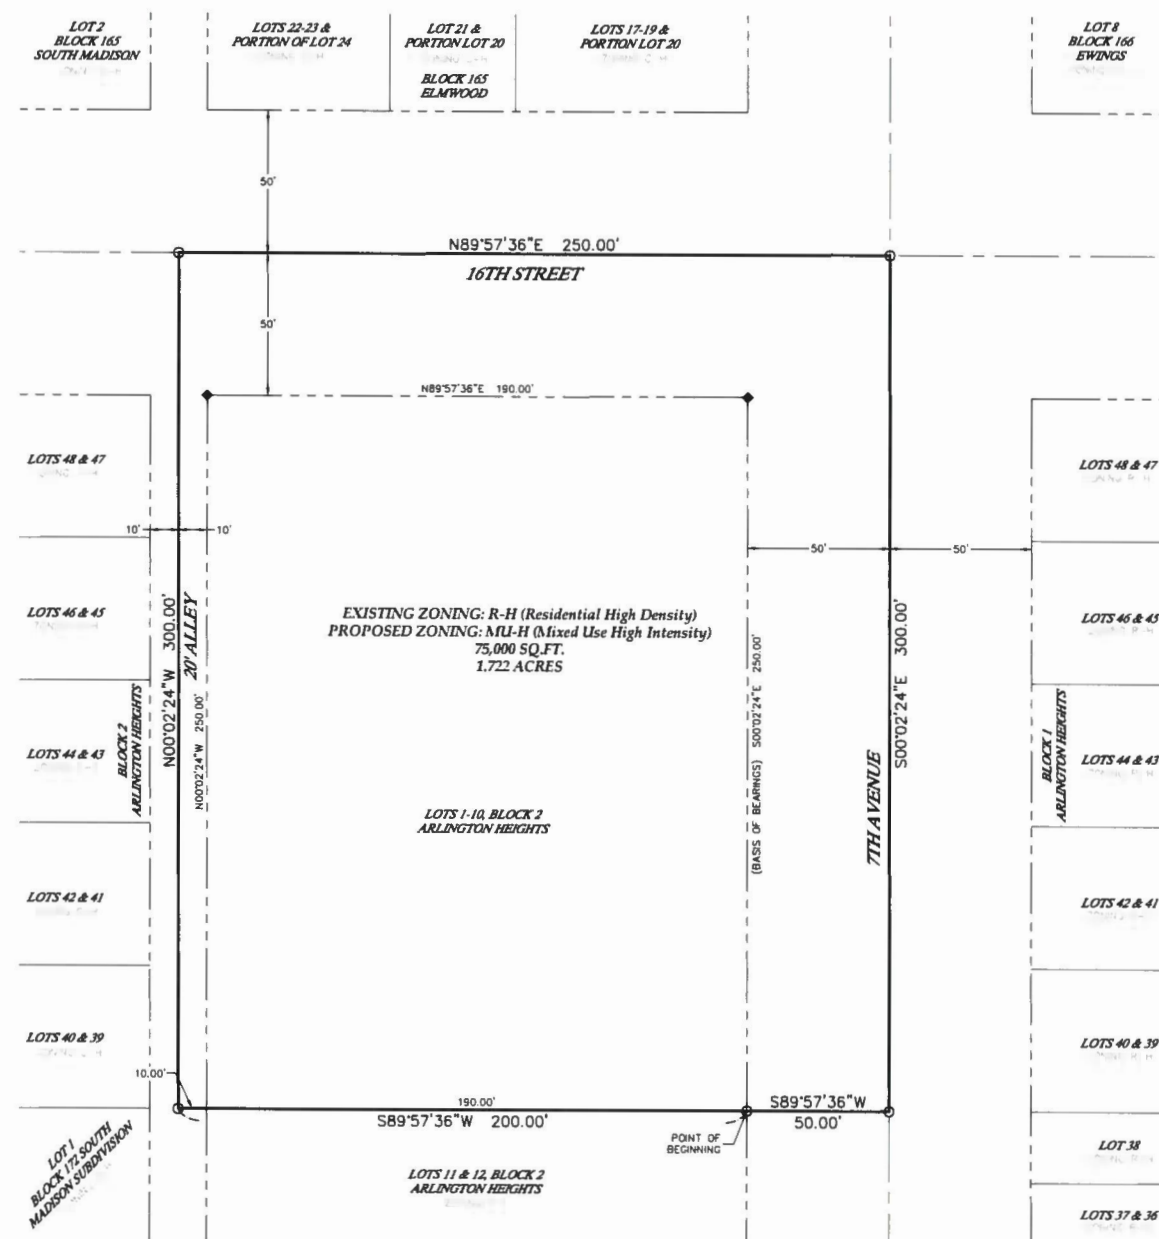 LOT 2
BLOCK 165
SOUTH MADISON
LOTS 22-23 &
PORTION OF LOT 24
LOT 21 &
PORTION LOT 20
BLOCK 165
ELMWOOD
LOTS 17-19 &
PORTION LOT 20
LOT 8
BLOCK 166
EWINGS
50'
N89°57'36"E 250.00'
16TH STREET
50'
N89°57'36"E 190.00'
LOTS 48 & 47
LOTS 48 & 47
10'
10'
50'
50'
LOTS 46 & 45
LOTS 46 & 45
N00°02'24"W 300.00'
20' ALLEY
N00°02'24"W 250.00'
EXISTING ZONING: R-H (Residential High Density)
PROPOSED ZONING: MU-H (Mixed Use High Intensity)
75,000 SQ.FT.
1.722 ACRES
(BASIS OF BEARINGS) S00°02'24"E 250.00'
S00°02'24"E 300.00'
7TH AVENUE
LOTS 44 & 43
BLOCK 2
ARLINGTON HEIGHTS
BLOCK 1
ARLINGTON HEIGHTS
LOTS 44 & 43
LOTS 1-10, BLOCK 2
ARLINGTON HEIGHTS
LOTS 42 & 41
LOTS 42 & 41
LOTS 40 & 39
LOTS 40 & 39
10.00'
190.00'
S89°57'36"W 200.00'
S89°57'36"W
50.00'
POINT OF
BEGINNING
LOT 1
BLOCK 172 SOUTH
MADISON SUBDIVISION
LOTS 11 & 12, BLOCK 2
ARLINGTON HEIGHTS
LOT 38
LOTS 37 & 36